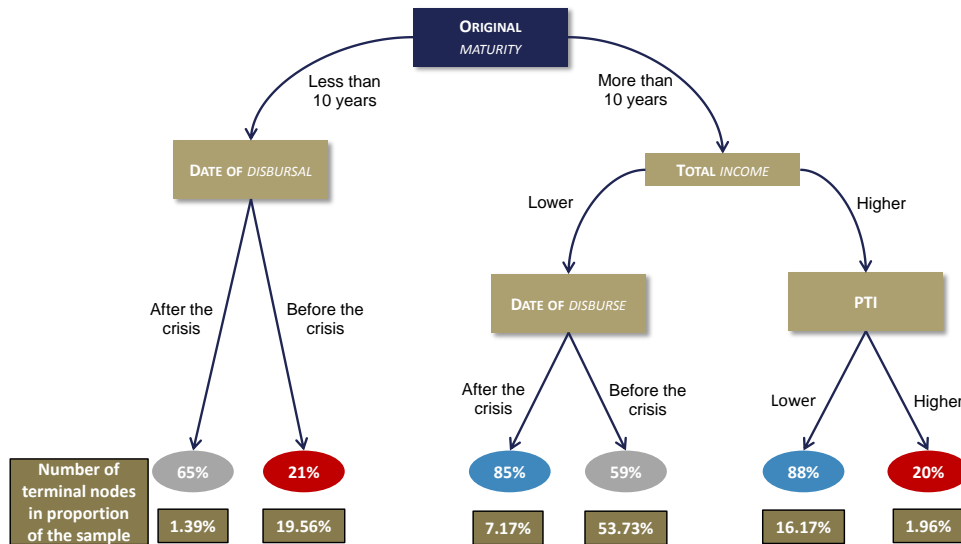 ORIGINAL
MATURITY
Less than
10 years
More than
10 years
DATE OF DISBURSAL
TOTAL INCOME
Lower
Higher
DATE OF DISBURSE
PTI
After the
crisis
Before the
crisis
After the
crisis
Before the
crisis
Lower
Higher
65%
21%
85%
59%
88%
20%
Number of
terminal nodes
in proportion
of the sample
1.39%
19.56%
7.17%
53.73%
16.17%
1.96%